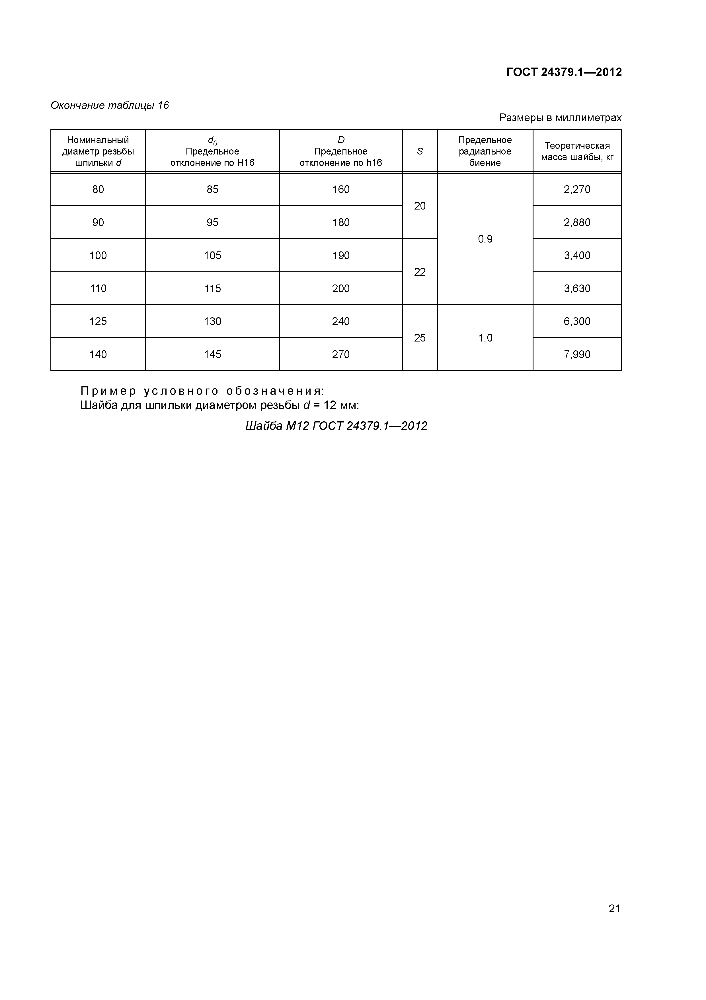 ГОСТ 24379.1—2012
Окончание таблицы 16
Размеры в миллиметрах
Номинальный диаметр резьбы шпильки d
d0 Предельное отклонение по H16
D Предельное отклонение по h16
S
Предельное радиальное биение
Теоретическая масса шайбы, кг
80 85 160 20 0,9 2,270
90 95 180 2,880
100 105 190 22 3,400
110 115 200 3,630
125 130 240 25 1,0 6,300
140 145 270 7,990
Пример условного обозначения:
Шайба для шпильки диаметром резьбы d = 12 мм:
Шайба М12 ГОСТ 24379.1—2012
21